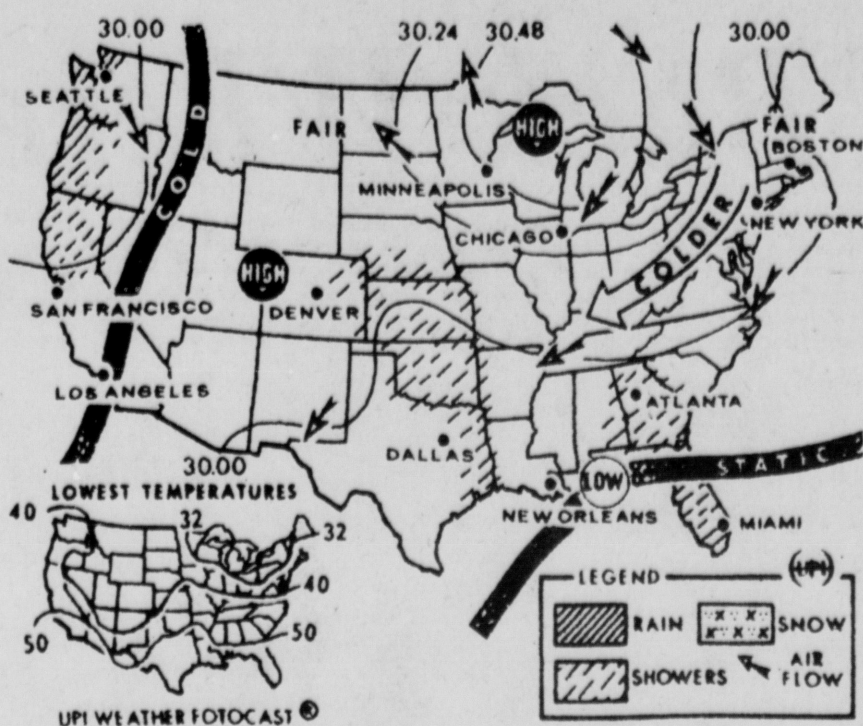 30.00
30.24 30.48
30.00
SEATTLE
COLD
FAIR
HIGH
FAIR
BOSTON
MINNEAPOLIS
NEW YORK
CHICAGO
COLDER
HIGH
SAN FRANCISCO
DENVER
LOS ANGELES
ATLANTA
DALLAS
30.00
STATIC
LOW
NEW ORLEANS
MIAMI
LOWEST TEMPERATURES
40
32
32
40
50
50
LEGEND
UPI
RAIN
SNOW
SHOWERS
AIR
FLOW
UPI WEATHER FOTOCAST ®